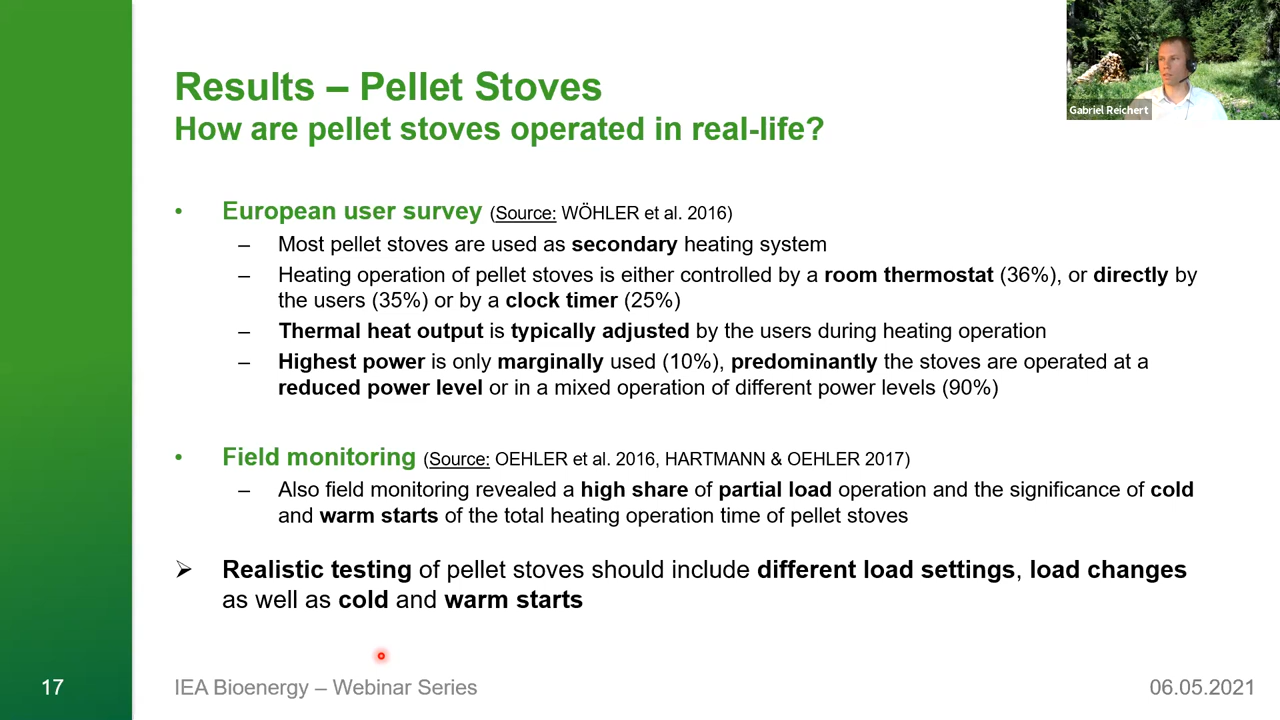 Results – Pellet Stoves
How are pellet stoves operated in real-life?
Gabriel Reichert
• European user survey (Source: WÖHLER et al. 2016)
– Most pellet stoves are used as secondary heating system
– Heating operation of pellet stoves is either controlled by a room thermostat (36%), or directly by
the users (35%) or by a clock timer (25%)
– Thermal heat output is typically adjusted by the users during heating operation
– Highest power is only marginally used (10%), predominantly the stoves are operated at a
reduced power level or in a mixed operation of different power levels (90%)
• Field monitoring (Source: OEHLER et al. 2016, HARTMANN & OEHLER 2017)
– Also field monitoring revealed a high share of partial load operation and the significance of cold
and warm starts of the total heating operation time of pellet stoves
➢ Realistic testing of pellet stoves should include different load settings, load changes
as well as cold and warm starts
17
IEA Bioenergy – Webinar Series
06.05.2021